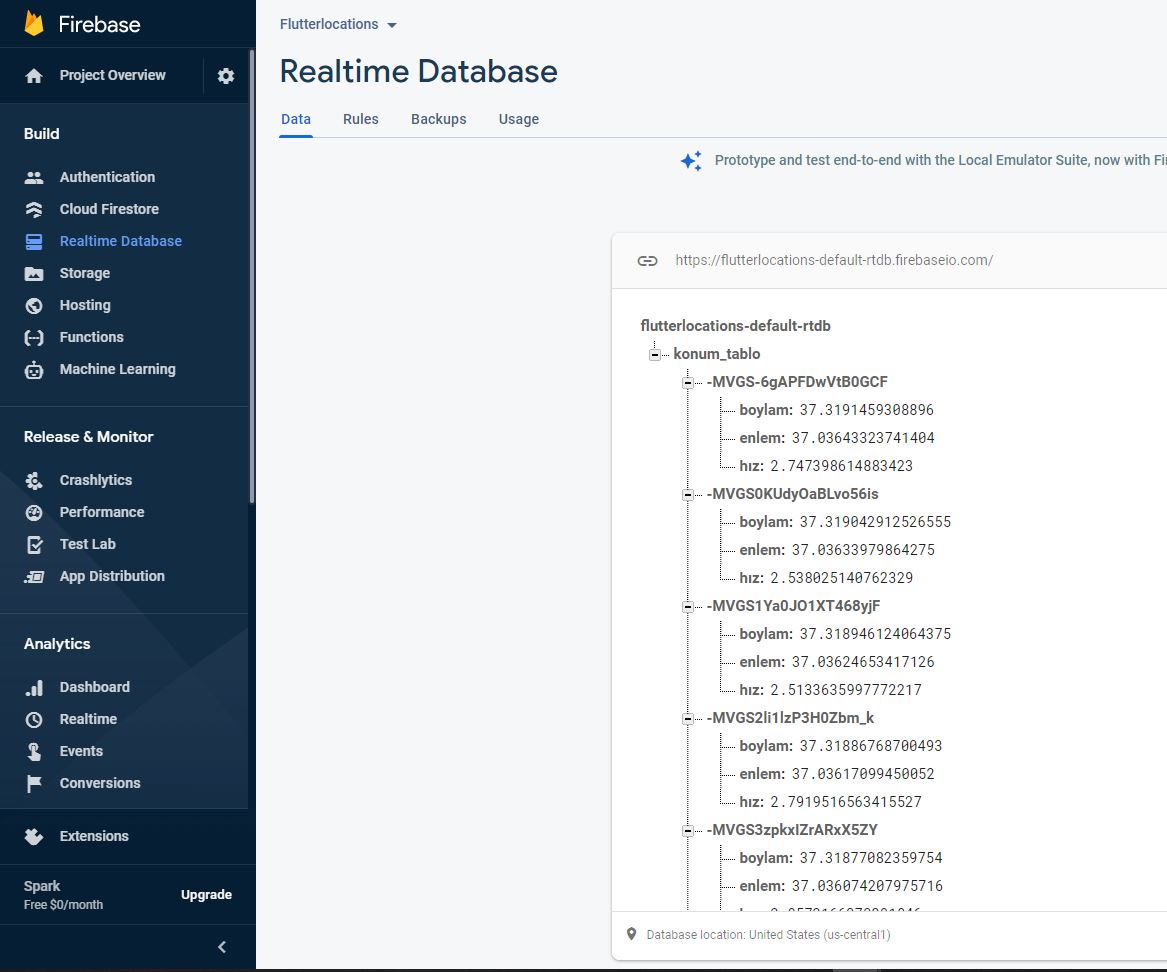 Firebase
Project Overview
Build
Authentication
Cloud Firestore
Realtime Database
Storage
Hosting
Functions
Machine Learning
Release & Monitor
Crashlytics
Performance
Test Lab
App Distribution
Analytics
Dashboard
Realtime
Events
Conversions
Extensions
Spark
Free $0/month
Upgrade
Flutterlocations
Realtime Database
Data Rules Backups Usage
Prototype and test end-to-end with the Local Emulator Suite, now with
https://flutterlocations-default-rtdb.firebaseio.com/
flutterlocations-default-rtdb
konum_tablo
-MVGS-6gAPFDwVtB0GCF
boylam: 37.3191459308896
enlem: 37.03643323741404
hız: 2.747398614883423
-MVGS0KUdyOaBLvo56is
boylam: 37.319042912526555
enlem: 37.03633979864275
hız: 2.538025140762329
-MVGS1Ya0JO1XT468yjF
boylam: 37.318946124064375
enlem: 37.03624653417126
hız: 2.5133635997772217
-MVGS2li1lzP3H0Zbm_k
boylam: 37.31886768700493
enlem: 37.03617099450052
hız: 2.7919516563415527
-MVGS3zpkxIZrARxX5ZY
boylam: 37.31877082359754
enlem: 37.036074207975716
Database location: United States (us-central1)